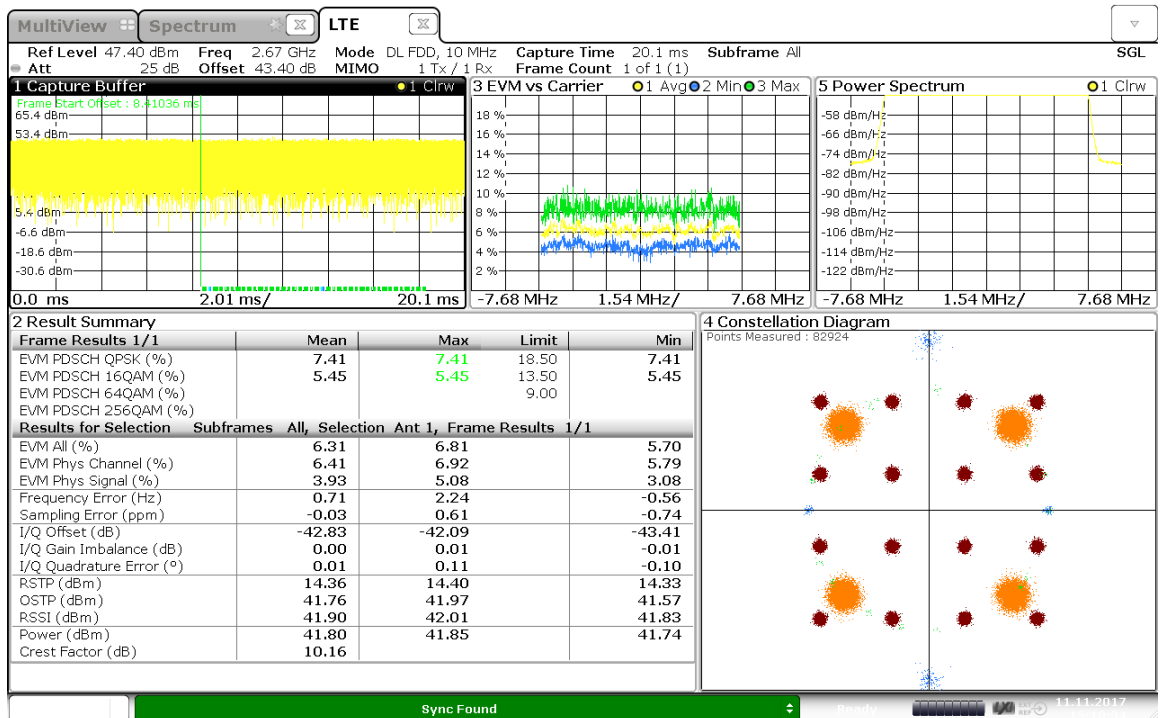 MultiView Spectrum LTE
Ref Level 47.40 dBm Freq 2.67 GHz Mode DL FDD, 10 MHz Capture Time 20.1 ms Subframe All SGL
Att 25 dB Offset 43.40 dB MIMO 1 Tx / 1 Rx Frame Count 1 of 1 (1)
1 Capture Buffer 1 Clrw
Frame Start Offset : 8.41036 ms
65.4 dBm
53.4 dBm
5.4 dBm
-6.6 dBm
-18.6 dBm
-30.6 dBm
0.0 ms 2.01 ms/ 20.1 ms
3 EVM vs Carrier 1 Avg 2 Min 3 Max
18 %
16 %
14 %
12 %
10 %
8 %
6 %
4 %
2 %
-7.68 MHz 1.54 MHz/ 7.68 MHz
5 Power Spectrum 1 Clrw
-58 dBm/Hz
-66 dBm/Hz
-74 dBm/Hz
-82 dBm/Hz
-90 dBm/Hz
-98 dBm/Hz
-106 dBm/Hz
-114 dBm/Hz
-122 dBm/Hz
-7.68 MHz 1.54 MHz/ 7.68 MHz
2 Result Summary
Frame Results 1/1 Mean Max Limit Min
EVM PDSCH QPSK (%) 7.41 7.41 18.50 7.41
EVM PDSCH 16QAM (%) 5.45 5.45 13.50 5.45
EVM PDSCH 64QAM (%) 9.00
EVM PDSCH 256QAM (%)
Results for Selection Subframes All, Selection Ant 1, Frame Results 1/1
EVM All (%) 6.31 6.81 5.70
EVM Phys Channel (%) 6.41 6.92 5.79
EVM Phys Signal (%) 3.93 5.08 3.08
Frequency Error (Hz) 0.71 2.24 -0.56
Sampling Error (ppm) -0.03 0.61 -0.74
I/Q Offset (dB) -42.83 -42.09 -43.41
I/Q Gain Imbalance (dB) 0.00 0.01 -0.01
I/Q Quadrature Error (º) 0.01 0.11 -0.10
RSTP (dBm) 14.36 14.40 14.33
OSTP (dBm) 41.76 41.97 41.57
RSSI (dBm) 41.90 42.01 41.83
Power (dBm) 41.80 41.85 41.74
Crest Factor (dB) 10.16
4 Constellation Diagram
Points Measured : 82924
Sync Found Ready 11.11.2017